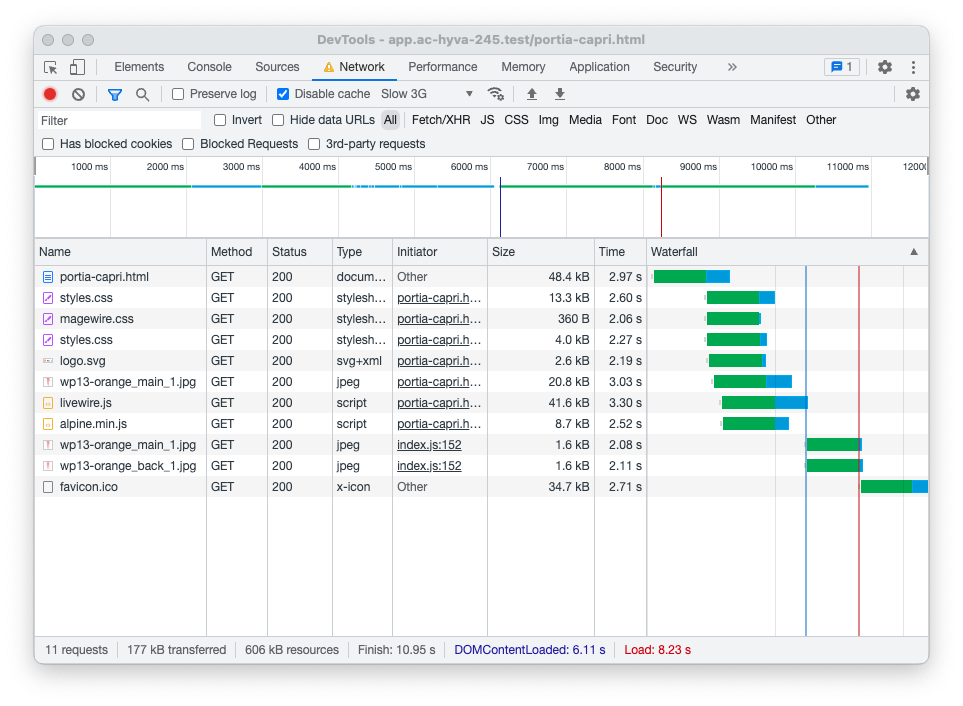 DevTools - app.ac-hyva-245.test/portia-capri.html
Elements Console Sources Network Performance Memory Application Security » 1
Preserve log Disable cache Slow 3G
Filter Invert Hide data URLs All Fetch/XHR JS CSS Img Media Font Doc WS Wasm Manifest Other
Has blocked cookies Blocked Requests 3rd-party requests
1000 ms 2000 ms 3000 ms 4000 ms 5000 ms 6000 ms 7000 ms 8000 ms 9000 ms 10000 ms 11000 ms 1200
Name Method Status Type Initiator Size Time Waterfall
portia-capri.html GET 200 docum... Other 48.4 kB 2.97 s
styles.css GET 200 stylesh... portia-capri.h... 13.3 kB 2.60 s
magewire.css GET 200 stylesh... portia-capri.h... 360 B 2.06 s
styles.css GET 200 stylesh... portia-capri.h... 4.0 kB 2.27 s
logo.svg GET 200 svg+xml portia-capri.h... 2.6 kB 2.19 s
wp13-orange_main_1.jpg GET 200 jpeg portia-capri.h... 20.8 kB 3.03 s
livewire.js GET 200 script portia-capri.h... 41.6 kB 3.30 s
alpine.min.js GET 200 script portia-capri.h... 8.7 kB 2.52 s
wp13-orange_main_1.jpg GET 200 jpeg index.js:152 1.6 kB 2.08 s
wp13-orange_back_1.jpg GET 200 jpeg index.js:152 1.6 kB 2.11 s
favicon.ico GET 200 x-icon Other 34.7 kB 2.71 s
11 requests 177 kB transferred 606 kB resources Finish: 10.95 s DOMContentLoaded: 6.11 s Load: 8.23 s